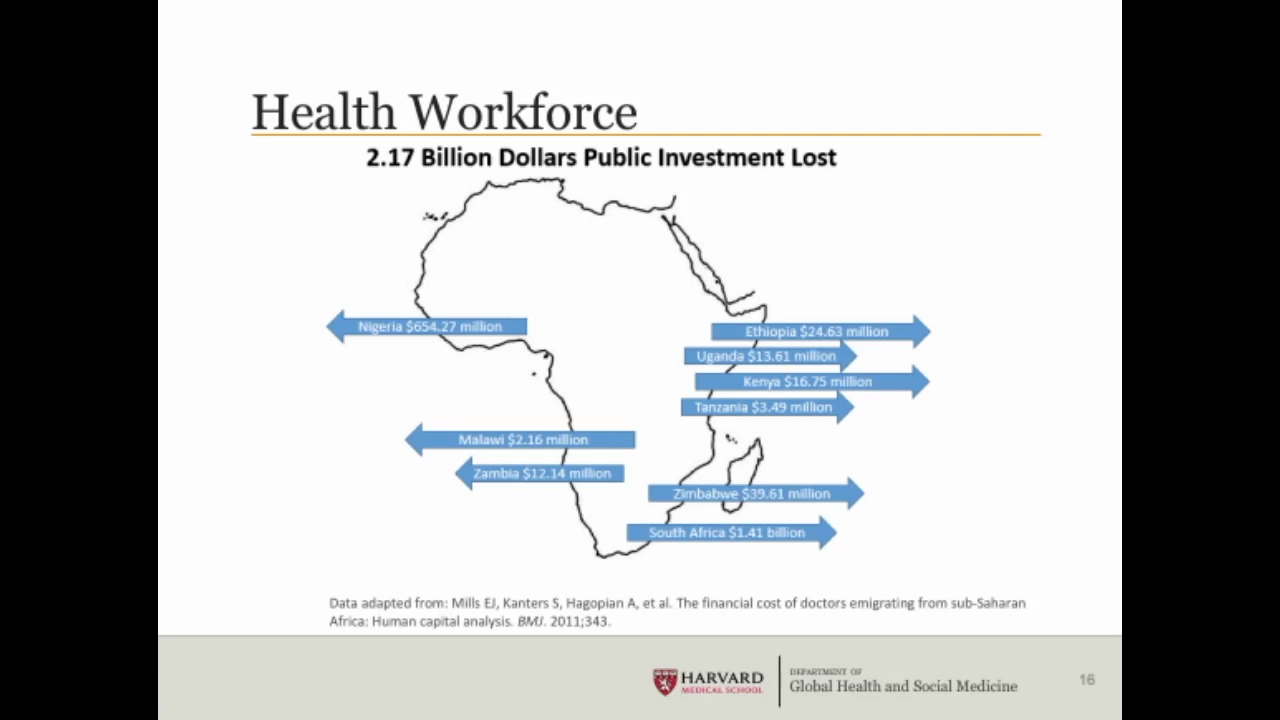 Health Workforce
2.17 Billion Dollars Public Investment Lost
Nigeria $654.27 million
Ethiopia $24.63 million
Uganda $13.61 million
Kenya $16.75 million
Tanzania $3.49 million
Malawi $2.16 million
Zambia $12.14 million
Zimbabwe $39.61 million
South Africa $1.41 billion
Data adapted from: Mills EJ, Kanters S, Hagopian A, et al. The financial cost of doctors emigrating from sub-Saharan
Africa: Human capital analysis. BMJ. 2011;343.
HARVARD
MEDICAL SCHOOL
DEPARTMENT OF
Global Health and Social Medicine
16